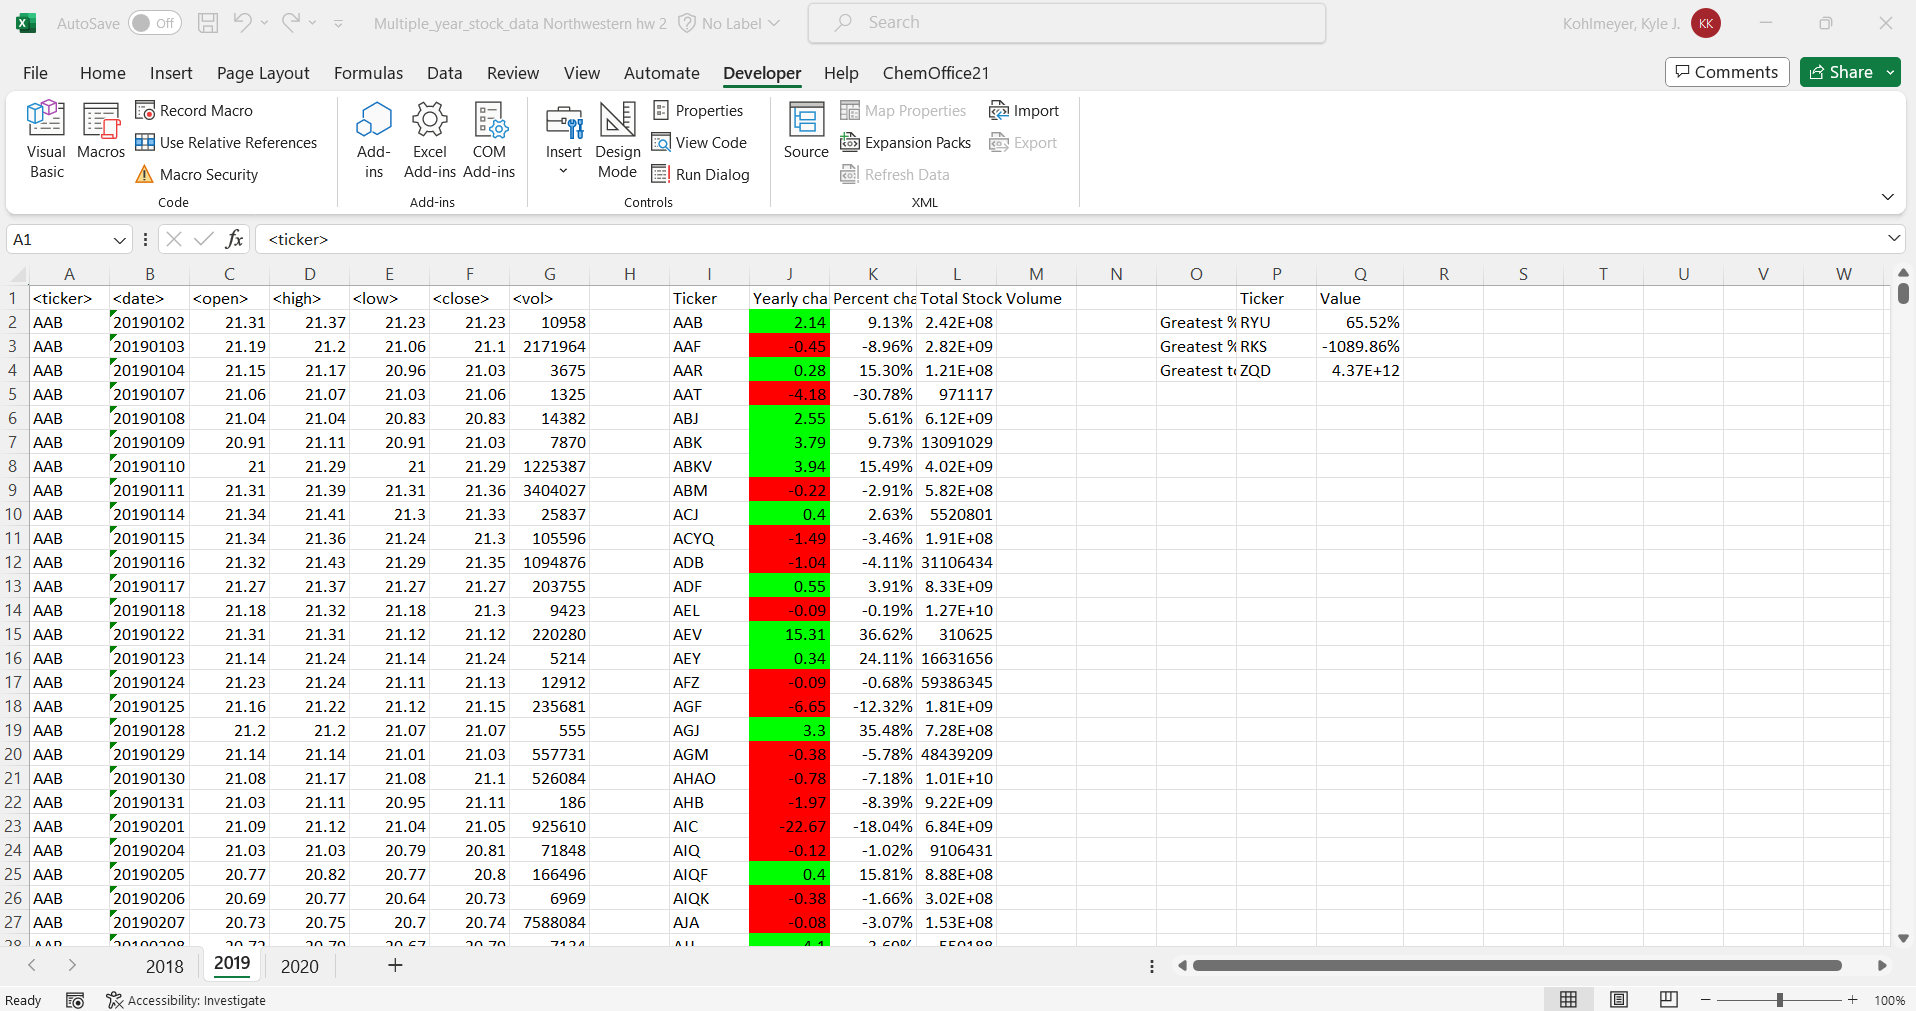 AutoSave Off Multiple_year_stock_data Northwestern hw 2 No Label Search Kohlmeyer, Kyle J. KK
File Home Insert Page Layout Formulas Data Review View Automate Developer Help ChemOffice21 Comments Share
Visual Basic
Macros
Record Macro
Use Relative References
Macro Security
Code
Add-ins
Excel Add-ins
COM Add-ins
Add-ins
Insert
Design Mode
Properties
View Code
Run Dialog
Controls
Source
Map Properties
Expansion Packs
Refresh Data
Import
Export
XML
A1 fx <ticker>
A B C D E F G H I J K L M N O P Q R S T U V W
1 <ticker> <date> <open> <high> <low> <close> <vol> Ticker Yearly cha Percent cha Total Stock Volume Ticker Value
2 AAB 20190102 21.31 21.37 21.23 21.23 10958 AAB 2.14 9.13% 2.42E+08 Greatest % RYU 65.52%
3 AAB 20190103 21.19 21.2 21.06 21.1 2171964 AAF -0.45 -8.96% 2.82E+09 Greatest % RKS -1089.86%
4 AAB 20190104 21.15 21.17 20.96 21.03 3675 AAR 0.28 15.30% 1.21E+08 Greatest to ZQD 4.37E+12
5 AAB 20190107 21.06 21.07 21.03 21.06 1325 AAT -4.18 -30.78% 971117
6 AAB 20190108 21.04 21.04 20.83 20.83 14382 ABJ 2.55 5.61% 6.12E+09
7 AAB 20190109 20.91 21.11 20.91 21.03 7870 ABK 3.79 9.73% 13091029
8 AAB 20190110 21 21.29 21 21.29 1225387 ABKV 3.94 15.49% 4.02E+09
9 AAB 20190111 21.31 21.39 21.31 21.36 3404027 ABM -0.22 -2.91% 5.82E+08
10 AAB 20190114 21.34 21.41 21.3 21.33 25837 ACJ 0.4 2.63% 5520801
11 AAB 20190115 21.34 21.36 21.24 21.3 105596 ACYQ -1.49 -3.46% 1.91E+08
12 AAB 20190116 21.32 21.43 21.29 21.35 1094876 ADB -1.04 -4.11% 31106434
13 AAB 20190117 21.27 21.37 21.27 21.27 203755 ADF 0.55 3.91% 8.33E+09
14 AAB 20190118 21.18 21.32 21.18 21.3 9423 AEL -0.09 -0.19% 1.27E+10
15 AAB 20190122 21.31 21.31 21.12 21.12 220280 AEV 15.31 36.62% 310625
16 AAB 20190123 21.14 21.24 21.14 21.24 5214 AEY 0.34 24.11% 16631656
17 AAB 20190124 21.23 21.24 21.11 21.13 12912 AFZ -0.09 -0.68% 59386345
18 AAB 20190125 21.16 21.22 21.12 21.15 235681 AGF -6.65 -12.32% 1.81E+09
19 AAB 20190128 21.2 21.2 21.07 21.07 555 AGJ 3.3 35.48% 7.28E+08
20 AAB 20190129 21.14 21.14 21.01 21.03 557731 AGM -0.38 -5.78% 48439209
21 AAB 20190130 21.08 21.17 21.08 21.1 526084 AHAO -0.78 -7.18% 1.01E+10
22 AAB 20190131 21.03 21.11 20.95 21.11 186 AHB -1.97 -8.39% 9.22E+09
23 AAB 20190201 21.09 21.12 21.04 21.05 925610 AIC -22.67 -18.04% 6.84E+09
24 AAB 20190204 21.03 21.03 20.79 20.81 71848 AIQ -0.12 -1.02% 9106431
25 AAB 20190205 20.77 20.82 20.77 20.8 166496 AIQF 0.4 15.81% 8.88E+08
26 AAB 20190206 20.69 20.77 20.64 20.73 6969 AIQK -0.38 -1.66% 3.02E+08
27 AAB 20190207 20.73 20.75 20.7 20.74 7588084 AJA -0.08 -3.07% 1.53E+08
2018 2019 2020
Ready Accessibility: Investigate 100%